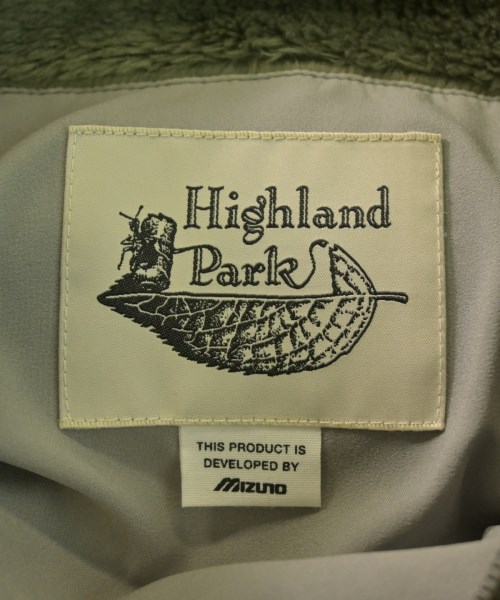 Highland
Park
THIS PRODUCT IS
DEVELOPED BY
MIZUNO